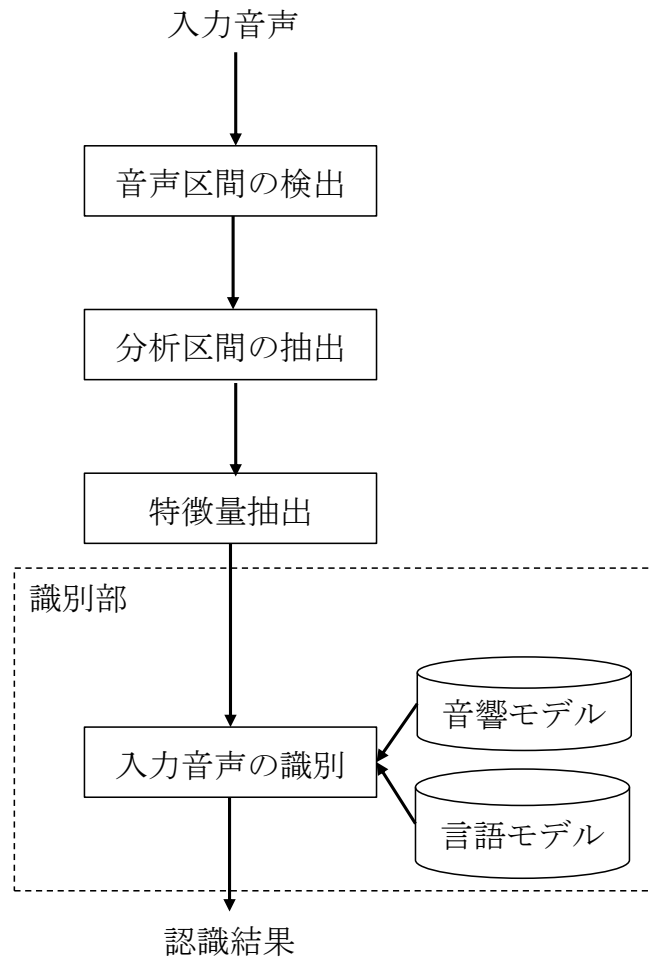 入力音声
音声区間の検出
分析区間の抽出
特徴量抽出
識別部
音響モデル
入力音声の識別
言語モデル
認識結果